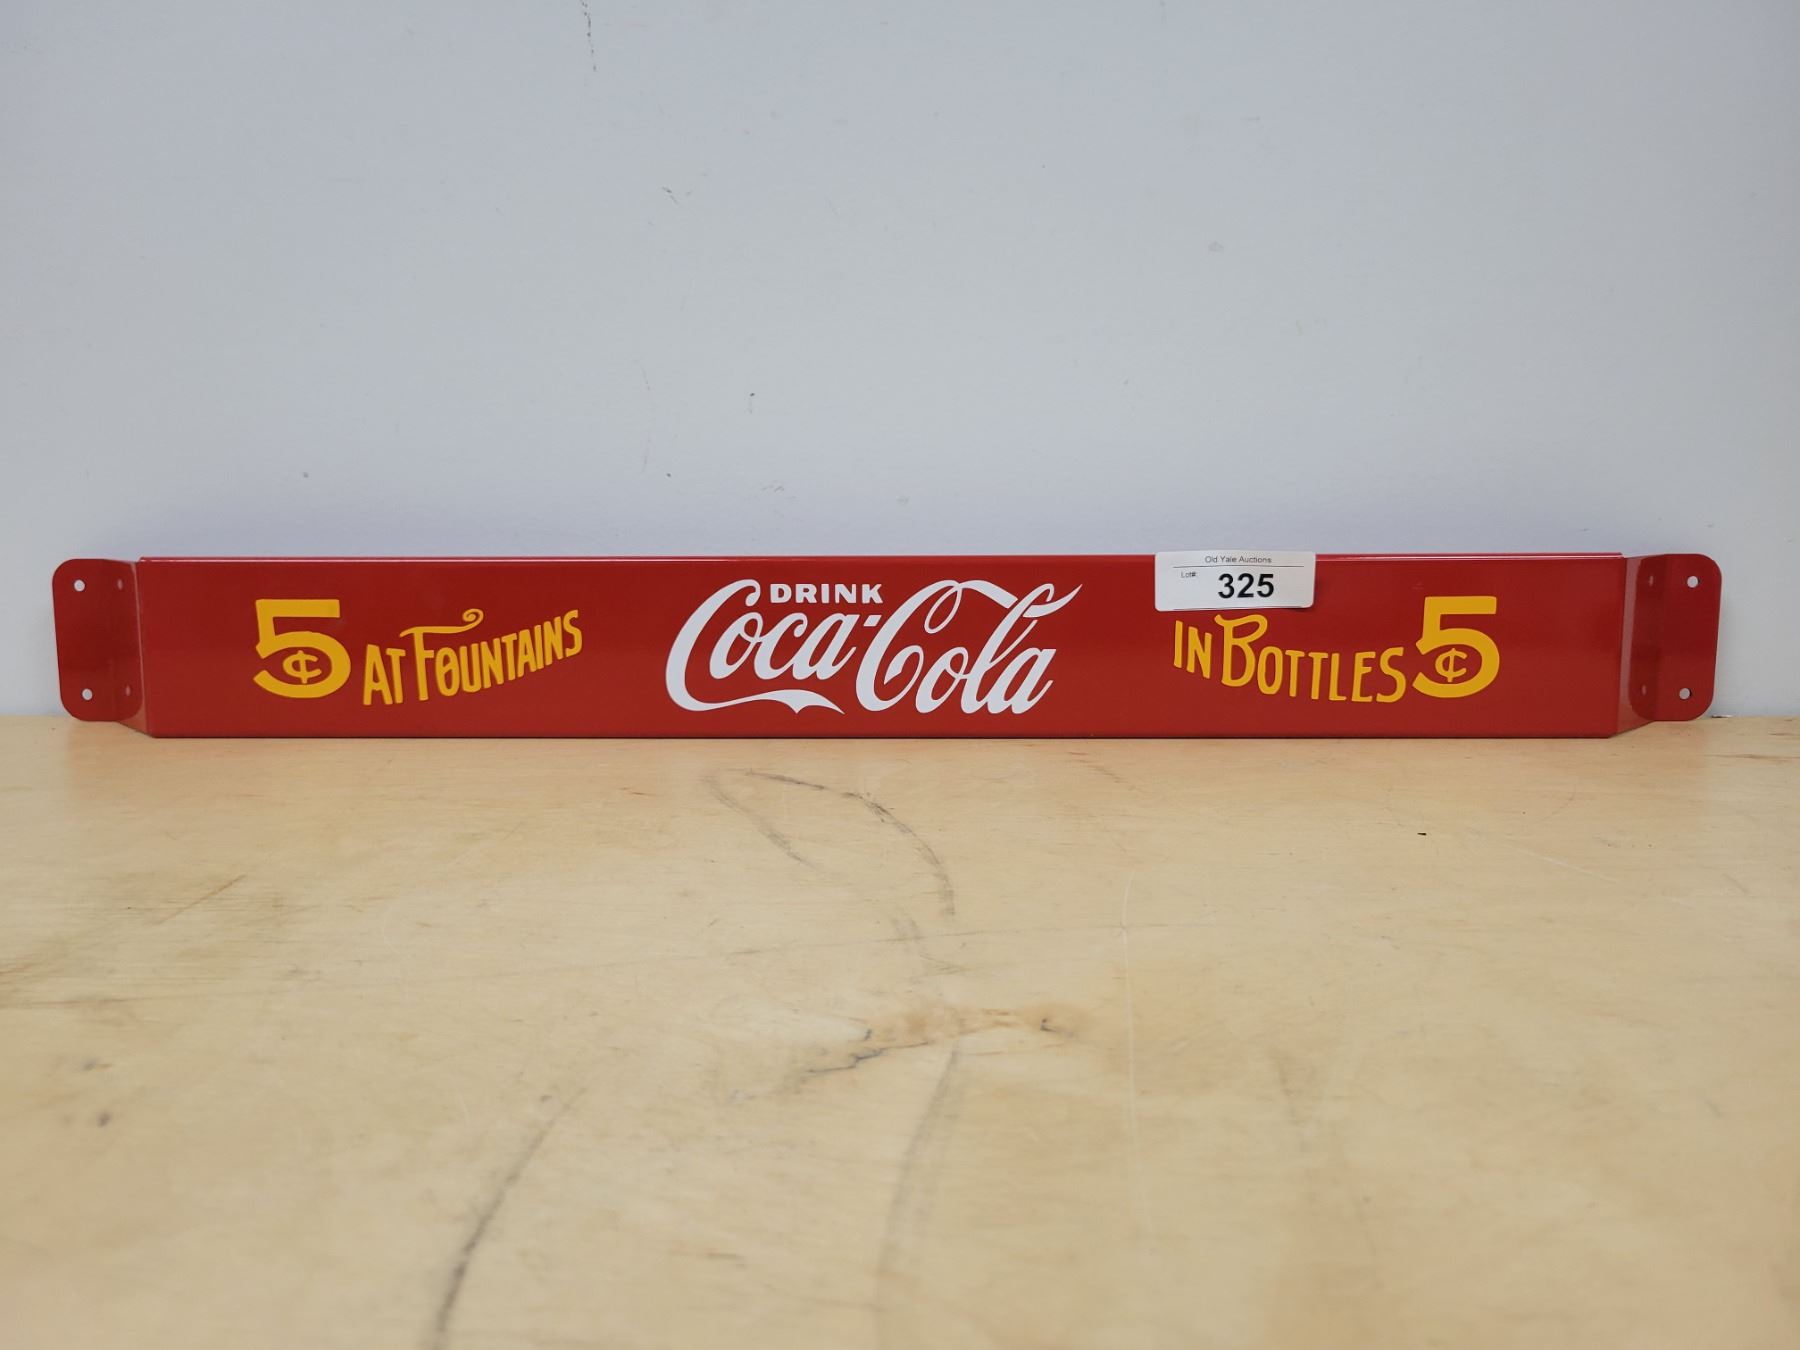 5¢ AT FOUNTAINS
DRINK
Coca-Cola
Old Yale Auctions
Lot#: 325
IN BOTTLES 5¢